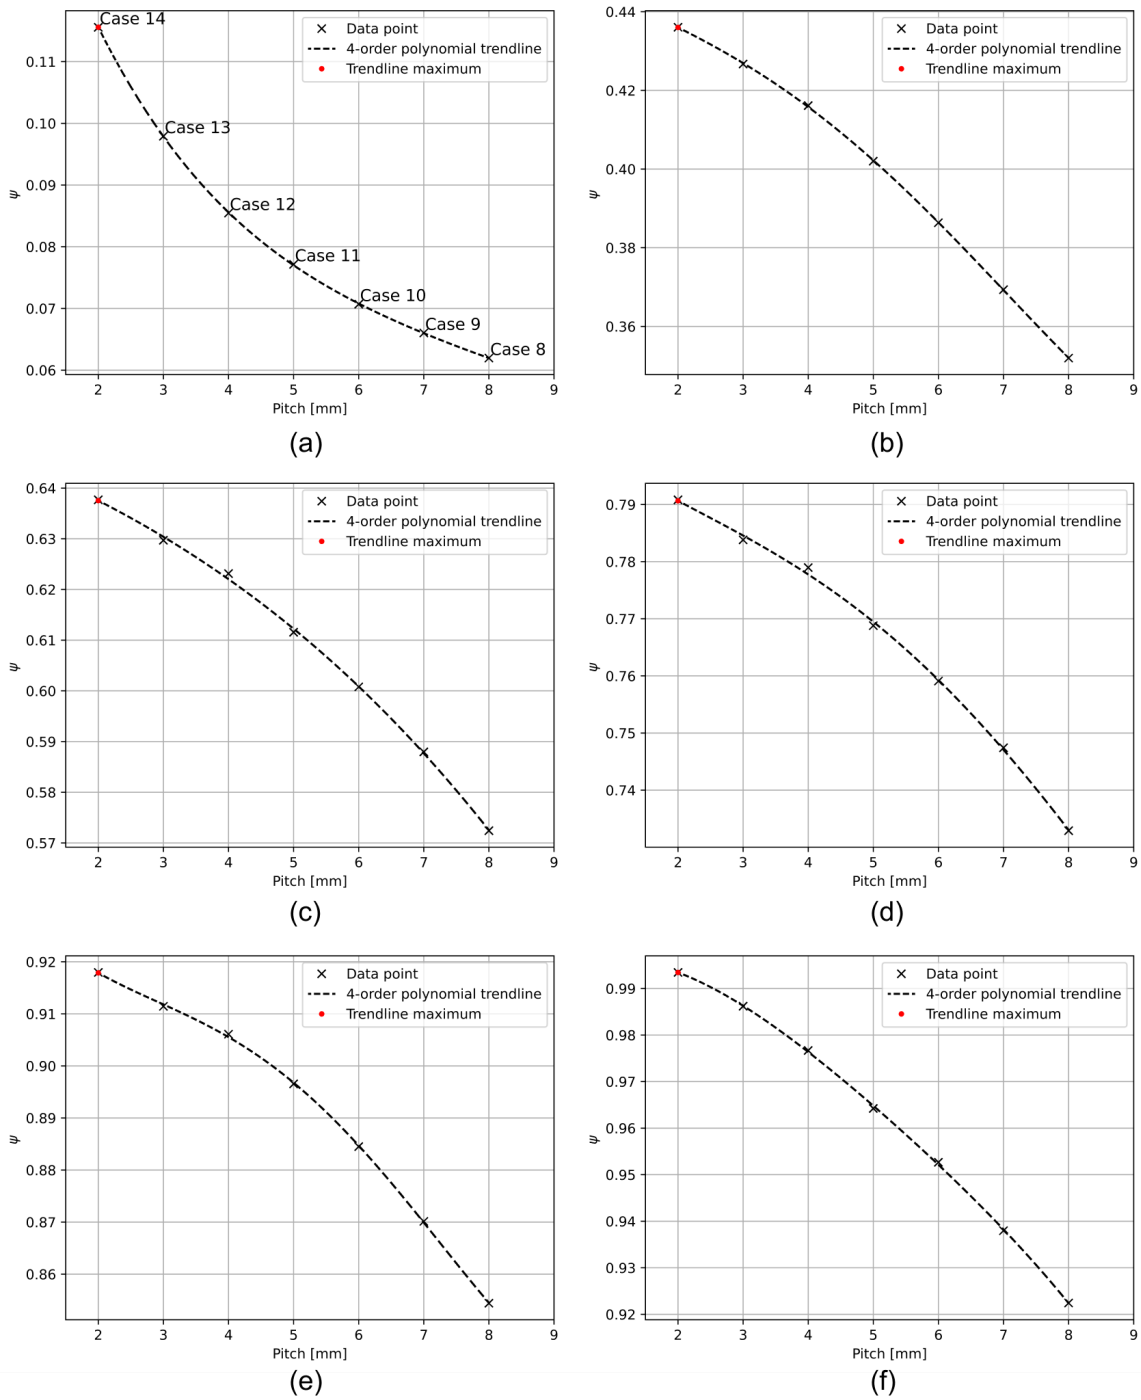 Case 14
Case 13
Case 12
Case 11
Case 10
Case 9
Case 8
Data point
4-order polynomial trendline
Trendline maximum
0.11
0.10
0.09
0.08
0.07
0.06
ψ
2 3 4 5 6 7 8 9
Pitch [mm]
(a)
Data point
4-order polynomial trendline
Trendline maximum
0.44
0.42
0.40
0.38
0.36
ψ
2 3 4 5 6 7 8 9
Pitch [mm]
(b)
Data point
4-order polynomial trendline
Trendline maximum
0.64
0.63
0.62
0.61
0.60
0.59
0.58
0.57
ψ
2 3 4 5 6 7 8 9
Pitch [mm]
(c)
Data point
4-order polynomial trendline
Trendline maximum
0.79
0.78
0.77
0.76
0.75
0.74
ψ
2 3 4 5 6 7 8 9
Pitch [mm]
(d)
Data point
4-order polynomial trendline
Trendline maximum
0.92
0.91
0.90
0.89
0.88
0.87
0.86
ψ
2 3 4 5 6 7 8 9
Pitch [mm]
(e)
Data point
4-order polynomial trendline
Trendline maximum
0.99
0.98
0.97
0.96
0.95
0.94
0.93
0.92
ψ
2 3 4 5 6 7 8 9
Pitch [mm]
(f)